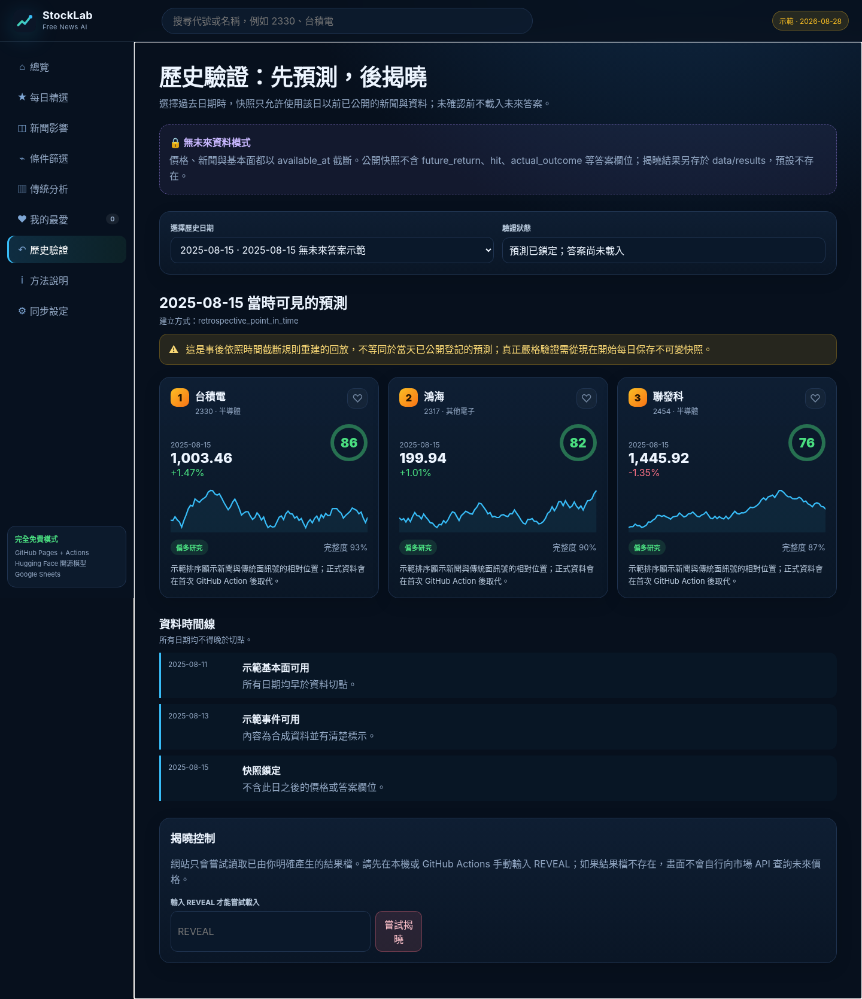 StockLab
Free News AI
搜尋代號或名稱，例如 2330、台積電
示範 · 2026-08-28
總覽
每日精選
新聞影響
條件篩選
傳統分析
我的最愛 0
歷史驗證
方法說明
同步設定
完全免費模式
GitHub Pages + Actions
Hugging Face 開源模型
Google Sheets
歷史驗證：先預測，後揭曉
選擇過去日期時，快照只允許使用該日以前已公開的新聞與資料；未確認前不載入未來答案。
🔒 無未來資料模式
價格、新聞與基本面都以 available_at 截斷。公開快照不含 future_return、hit、actual_outcome 等答案欄位；揭曉結果另存於 data/results，預設不存
在。
選擇歷史日期
2025-08-15 · 2025-08-15 無未來答案示範
驗證狀態
預測已鎖定；答案尚未載入
2025-08-15 當時可見的預測
建立方式：retrospective_point_in_time
⚠ 這是事後依照時間截斷規則重建的回放，不等同於當天已公開登記的預測；真正嚴格驗證需從現在開始每日保存不可變快照。
1 台積電
2330 · 半導體
2025-08-15
1,003.46
+1.47%
86
偏多研究
完整度 93%
示範排序顯示新聞與傳統面訊號的相對位置；正式資料會
在首次 GitHub Action 後取代。
2 鴻海
2317 · 其他電子
2025-08-15
199.94
+1.01%
82
偏多研究
完整度 90%
示範排序顯示新聞與傳統面訊號的相對位置；正式資料會
在首次 GitHub Action 後取代。
3 聯發科
2454 · 半導體
2025-08-15
1,445.92
-1.35%
76
偏多研究
完整度 87%
示範排序顯示新聞與傳統面訊號的相對位置；正式資料會
在首次 GitHub Action 後取代。
資料時間線
所有日期均不得晚於切點。
2025-08-11
示範基本面可用
所有日期均早於資料切點。
2025-08-13
示範事件可用
內容為合成資料並有清楚標示。
2025-08-15
快照鎖定
不含此日之後的價格或答案欄位。
揭曉控制
網站只會嘗試讀取已由你明確產生的結果檔。請先在本機或 GitHub Actions 手動輸入 REVEAL；如果結果檔不存在，畫面不會自行向市場 API 查詢未來價
格。
輸入 REVEAL 才能嘗試載入
REVEAL
嘗試揭
曉